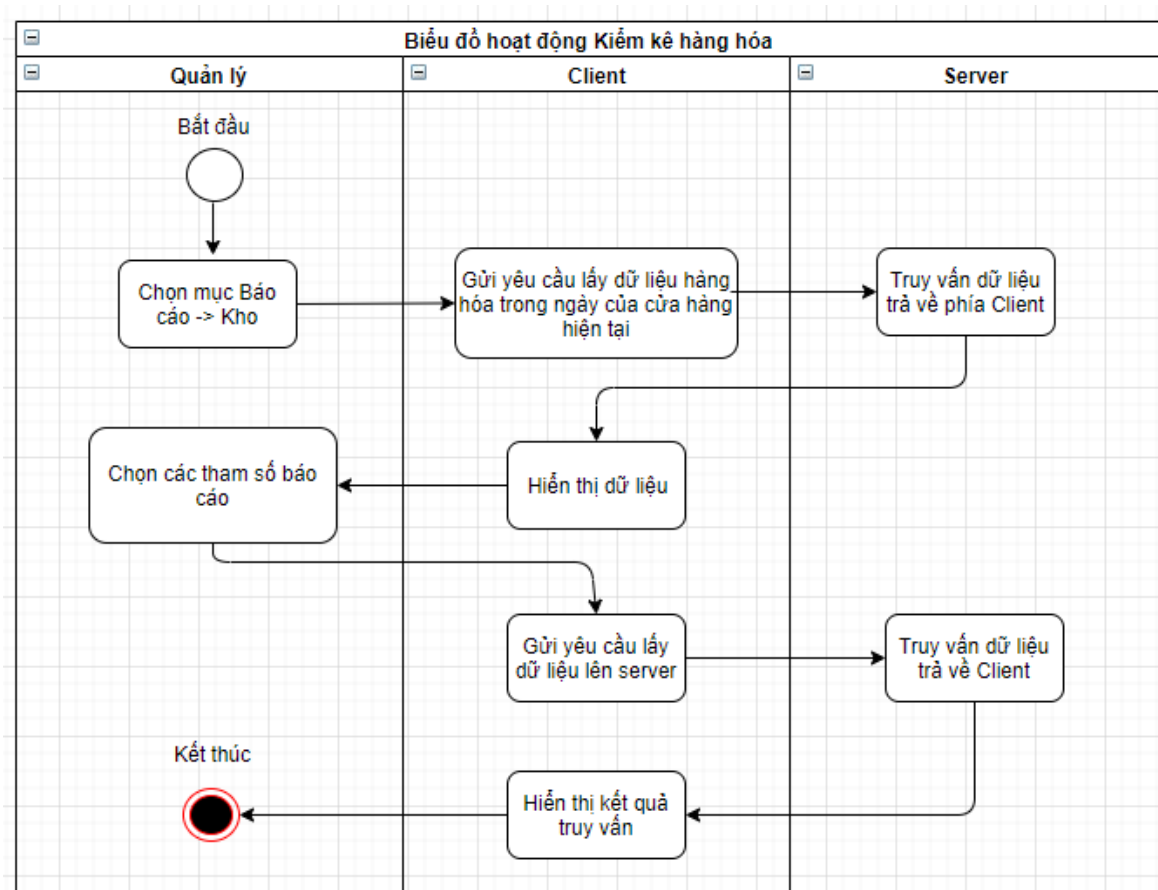 Biểu đồ hoạt động Kiểm kê hàng hóa
Quản lý
Client
Server
Bắt đầu
Chọn mục Báo
cáo -> Kho
Gửi yêu cầu lấy dữ liệu hàng
hóa trong ngày của cửa hàng
hiện tại
Truy vấn dữ liệu
trả về phía Client
Hiển thị dữ liệu
Chọn các tham số báo
cáo
Gửi yêu cầu lấy
dữ liệu lên server
Truy vấn dữ liệu
trả về Client
Hiển thị kết quả
truy vấn
Kết thúc